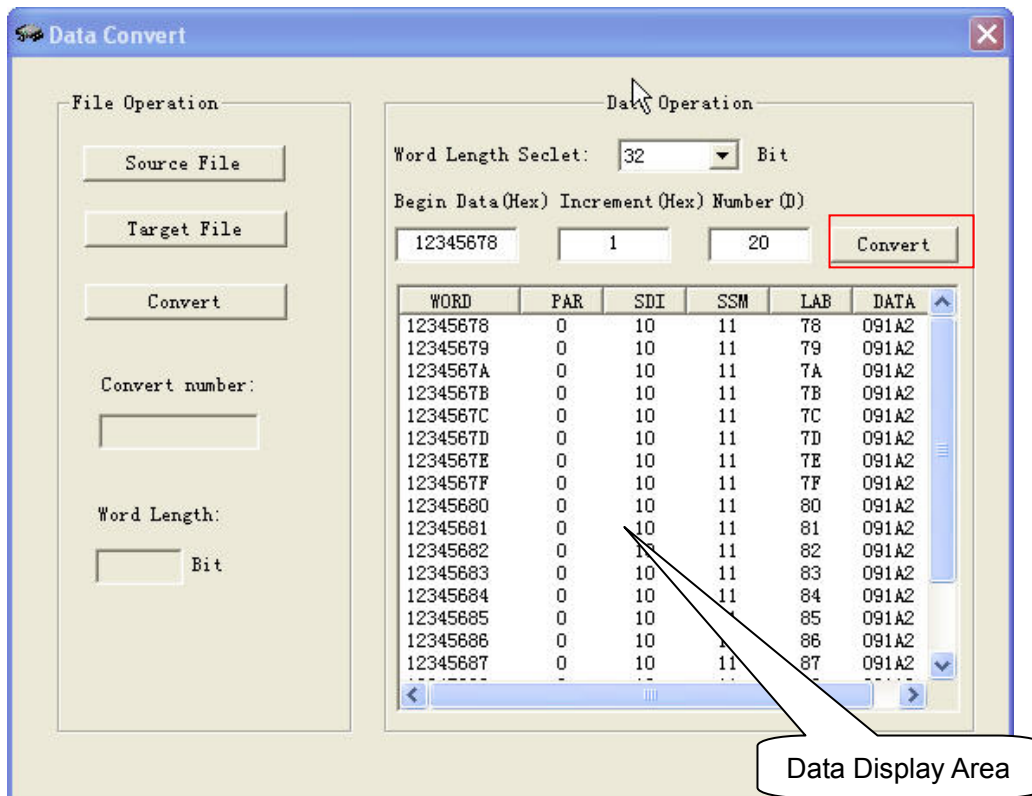 Data Convert
File Operation
Source File
Target File
Convert
Convert number:
Word Length:
Bit
Operation
Word Length Seclet: 32 Bit
Begin Data(Hex) Increment(Hex) Number(D)
12345678 1 20 Convert
WORD PAR SDI SSM LAB DATA
12345678 0 10 11 78 091A2
12345679 0 10 11 79 091A2
1234567A 0 10 11 7A 091A2
1234567B 0 10 11 7B 091A2
1234567C 0 10 11 7C 091A2
1234567D 0 10 11 7D 091A2
1234567E 0 10 11 7E 091A2
1234567F 0 10 11 7F 091A2
12345680 0 10 11 80 091A2
12345681 0 10 11 81 091A2
12345682 0 10 11 82 091A2
12345683 0 10 11 83 091A2
12345684 0 10 11 84 091A2
12345685 0 10 85 091A2
12345686 0 10 86 091A2
12345687 0 10 11 87 091A2
Data Display Area